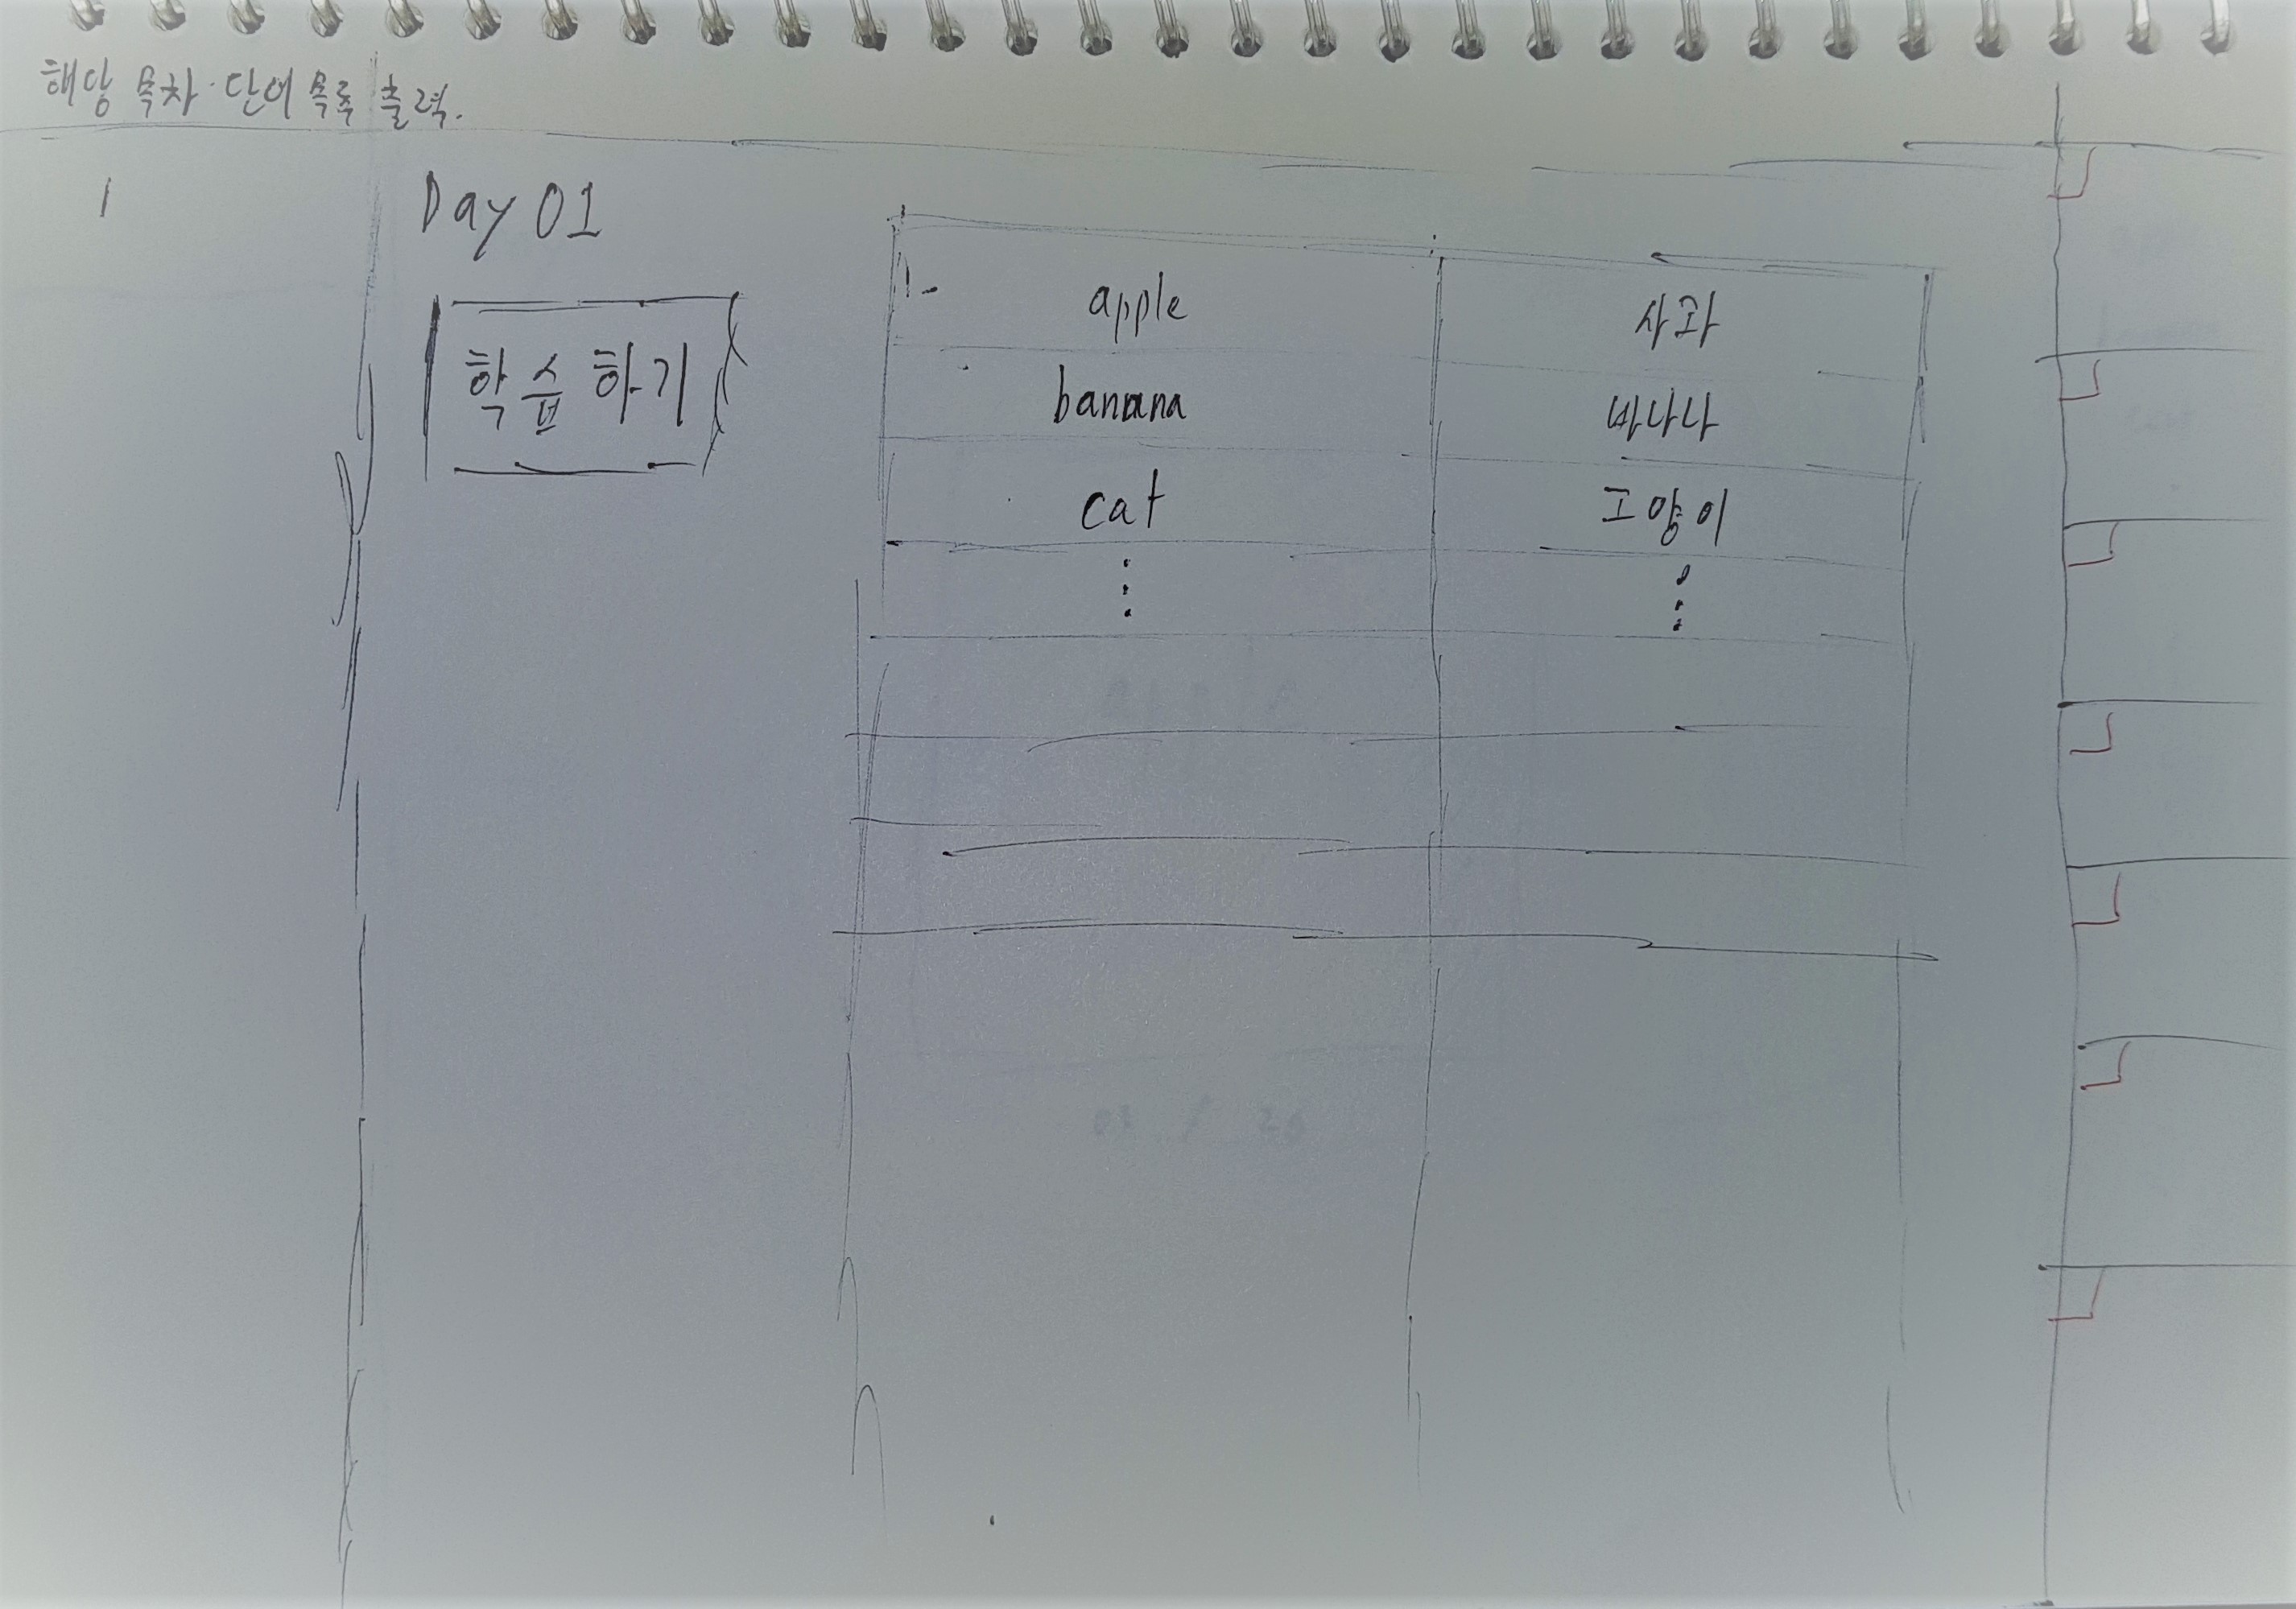 해당 목차·단어 목록 출력.
1
Day 01
학습하기
1. apple 사과
banana 바나나
cat 고양이